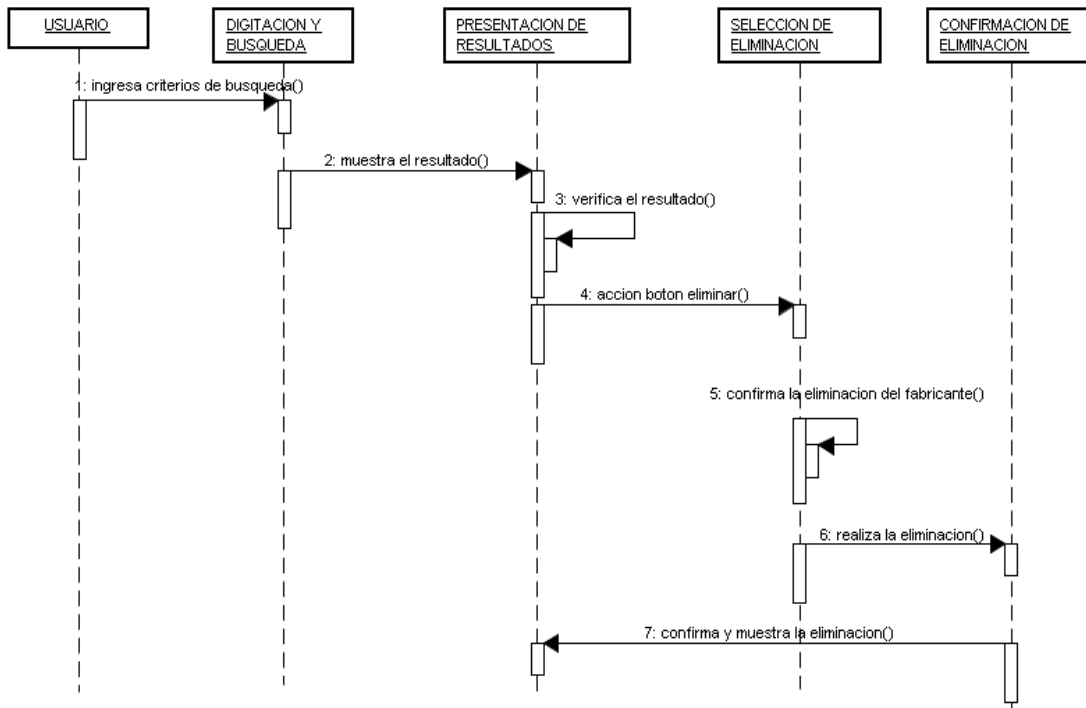 USUARIO
DIGITACION Y
BUSQUEDA
PRESENTACION DE
RESULTADOS
SELECCION DE
ELIMINACION
CONFIRMACION DE
ELIMINACION
1: ingresa criterios de busqueda()
2: muestra el resultado()
3: verifica el resultado()
4: accion boton eliminar()
5: confirma la eliminacion del fabricante()
6: realiza la eliminacion()
7: confirma y muestra la eliminacion()